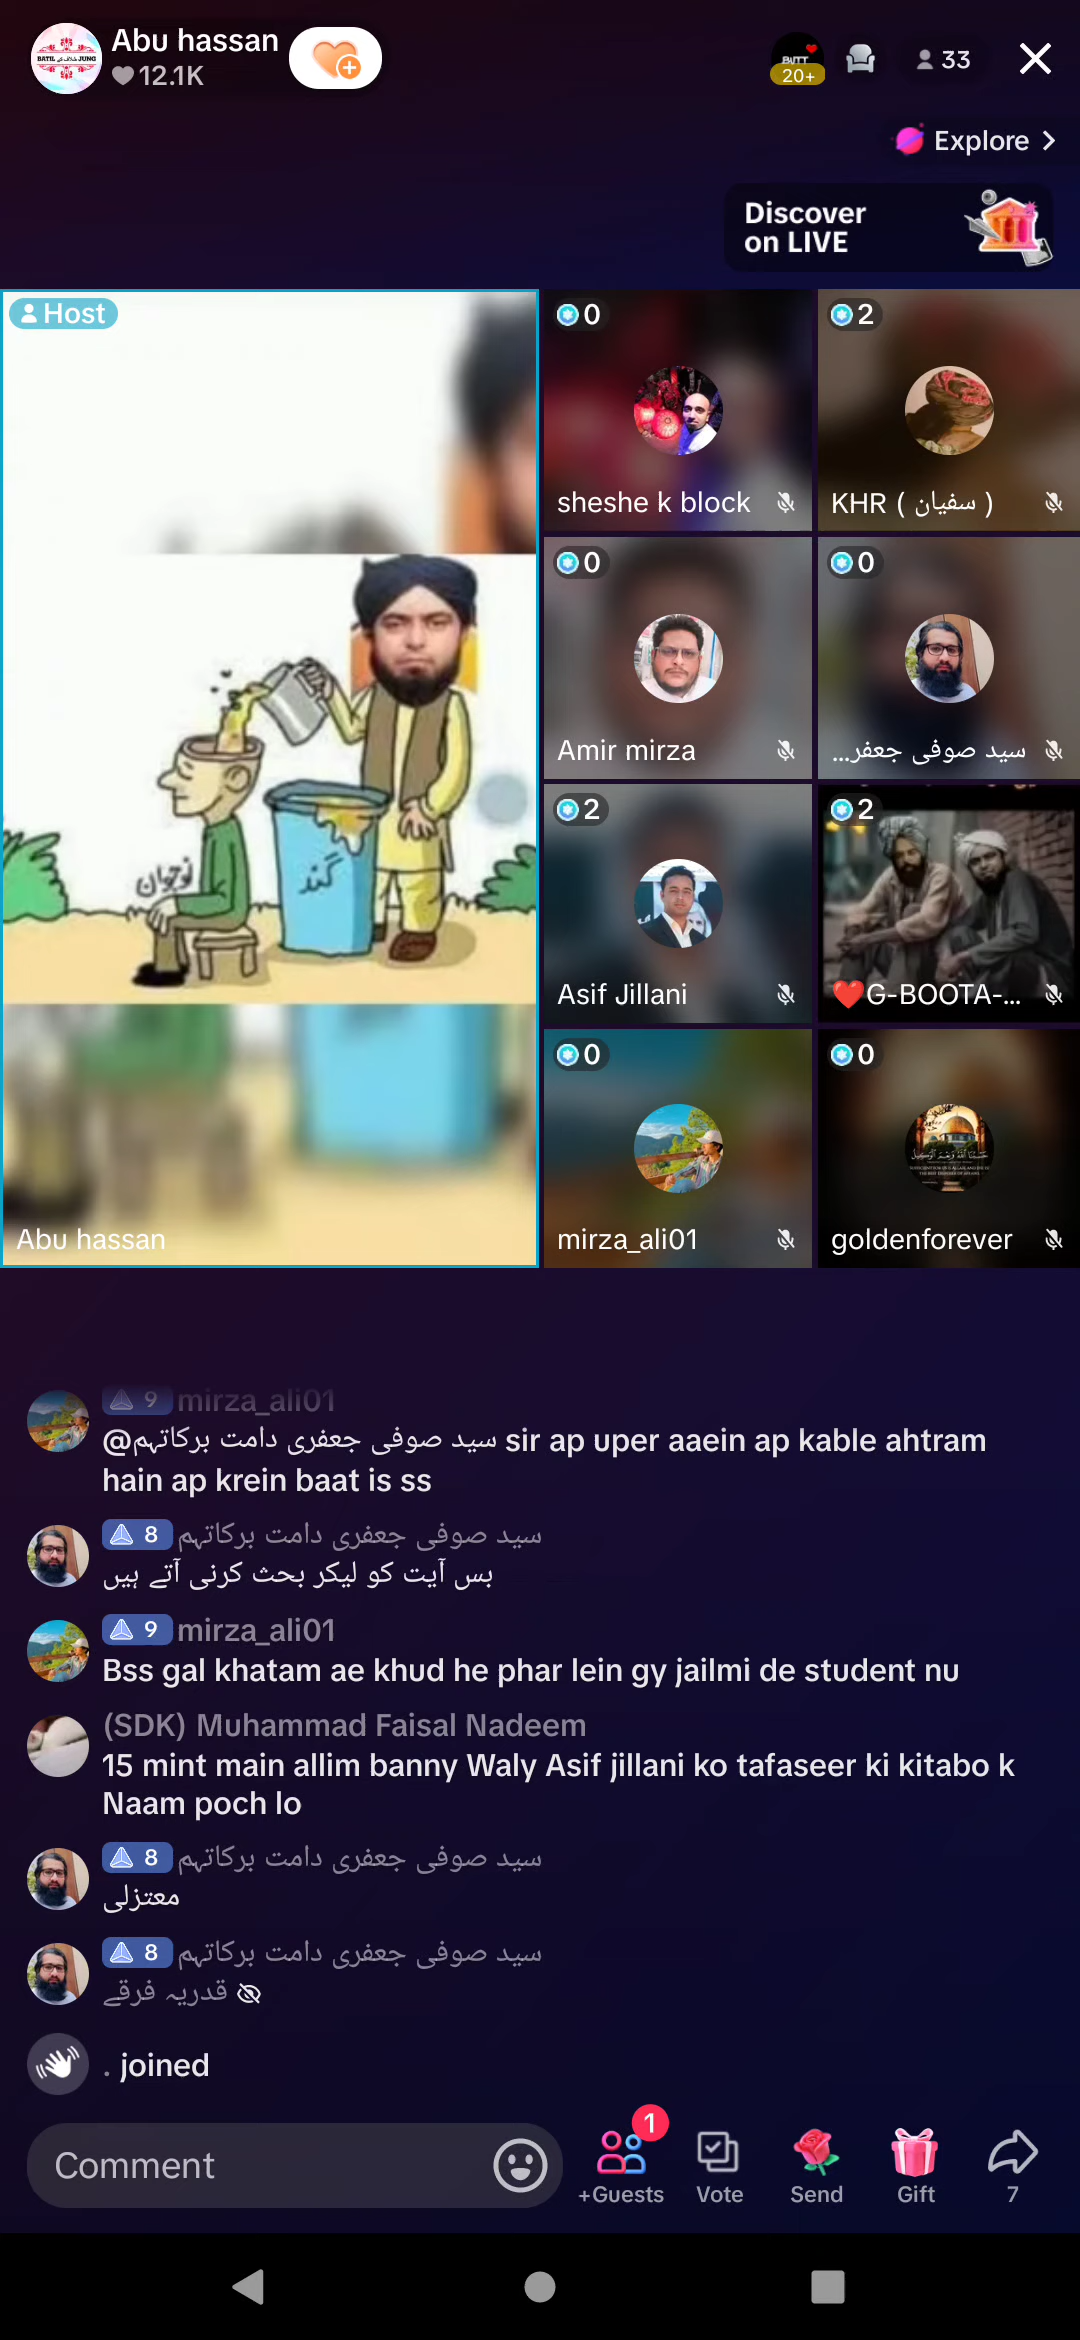 Abu hassan
12.1K
BATIL کے خلاف JUNG
BUTT
20+
33
Explore
Discover
on LIVE
Host
0
2
sheshe k block
KHR ( سفیان )
0
0
Amir mirza
سید صوفی جعفر...
نوجوان
گند
2
2
Asif Jillani
❤️G-BOOTA-...
0
0
Abu hassan
mirza_ali01
goldenforever
9 mirza_ali01
@سید صوفی جعفری دامت برکاتہم sir ap uper aaein ap kable ahtram
hain ap krein baat is ss
8 سید صوفی جعفری دامت برکاتہم
بس آیت کو لیکر بحث کرنی آتے ہیں
9 mirza_ali01
Bss gal khatam ae khud he phar lein gy jailmi de student nu
(SDK) Muhammad Faisal Nadeem
15 mint main allim banny Waly Asif jillani ko tafaseer ki kitabo k
Naam poch lo
8 سید صوفی جعفری دامت برکاتہم
معتزلی
8 سید صوفی جعفری دامت برکاتہم
قدریہ فرقے
. joined
Comment
1
+Guests
Vote
Send
Gift
7